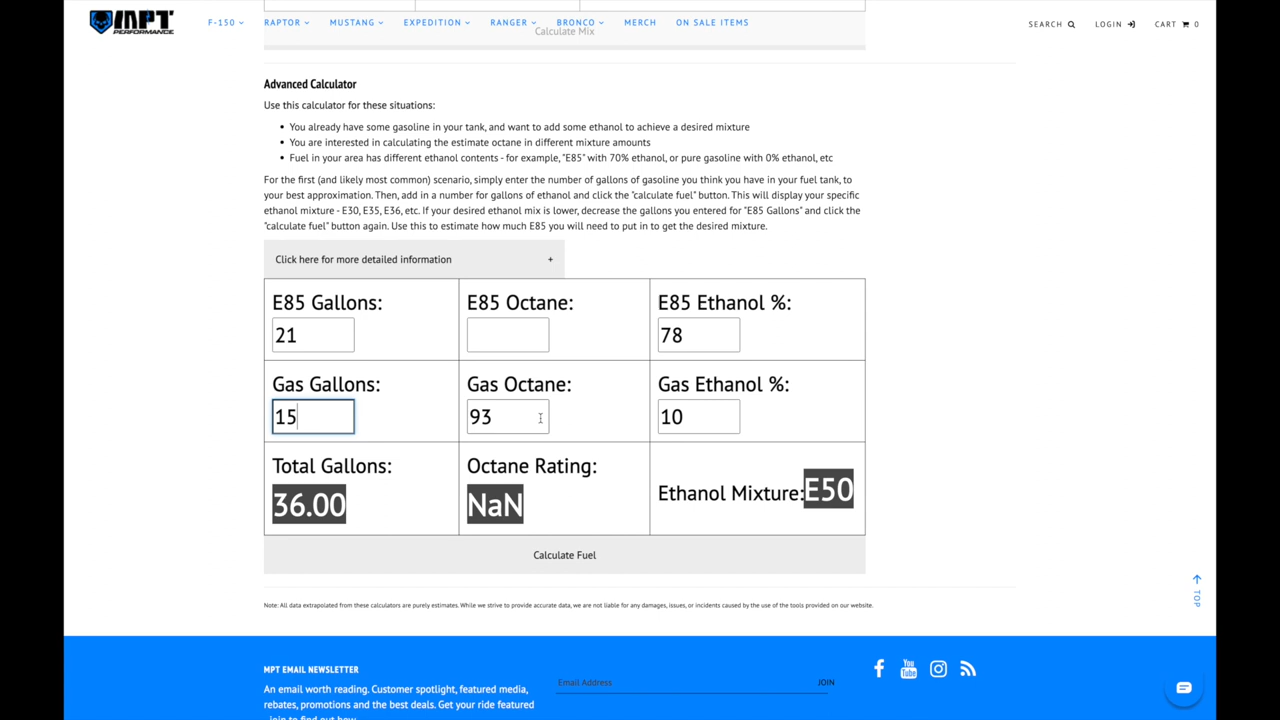 MPT
PERFORMANCE
F-150
RAPTOR
MUSTANG
EXPEDITION
RANGER
BRONCO
MERCH
ON SALE ITEMS
SEARCH
LOGIN
CART 0
Calculate Mix
Advanced Calculator
Use this calculator for these situations:
• You already have some gasoline in your tank, and want to add some ethanol to achieve a desired mixture
• You are interested in calculating the estimate octane in different mixture amounts
• Fuel in your area has different ethanol contents - for example, "E85" with 70% ethanol, or pure gasoline with 0% ethanol, etc
For the first (and likely most common) scenario, simply enter the number of gallons of gasoline you think you have in your fuel tank, to
your best approximation. Then, add in a number for gallons of ethanol and click the "calculate fuel" button. This will display your specific
ethanol mixture - E30, E35, E36, etc. If your desired ethanol mix is lower, decrease the gallons you entered for "E85 Gallons" and click the
"calculate fuel" button again. Use this to estimate how much E85 you will need to put in to get the desired mixture.
Click here for more detailed information +
E85 Gallons: E85 Octane: E85 Ethanol %:
21 78
Gas Gallons: Gas Octane: Gas Ethanol %:
15 93 10
Total Gallons: Octane Rating:
36.00 NaN Ethanol Mixture:E50
Calculate Fuel
TOP
Note: All data extrapolated from these calculators are purely estimates. While we strive to provide accurate data, we are not liable for any damages, issues, or incidents caused by the use of the tools provided on our website.
MPT EMAIL NEWSLETTER
An email worth reading. Customer spotlight, featured media,
rebates, promotions and the best deals. Get your ride featured
Email Address JOIN
You
Tube